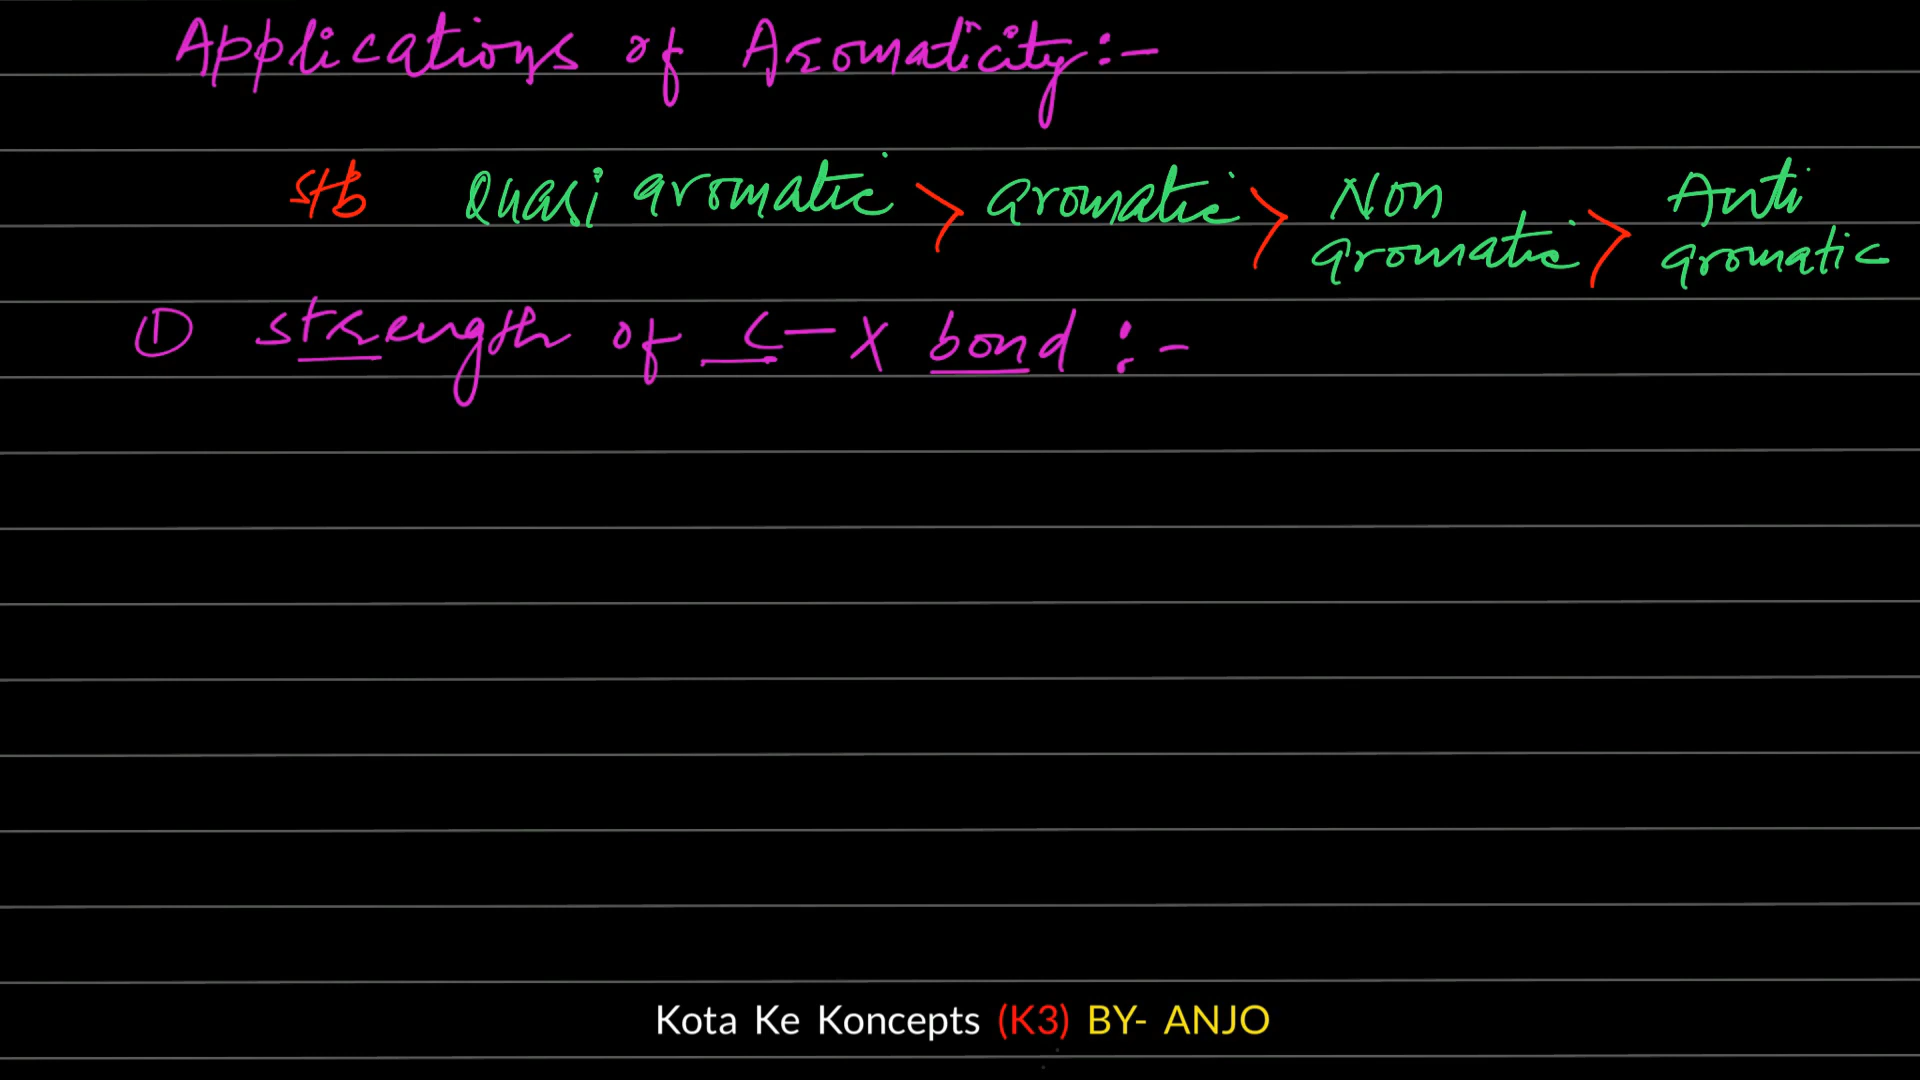 Applications of Aromaticity:-
stb Quasi aromatic > aromatic > Non aromatic > Anti aromatic
① strength of C-X bond :-
Kota Ke Koncepts (K3) BY- ANJO